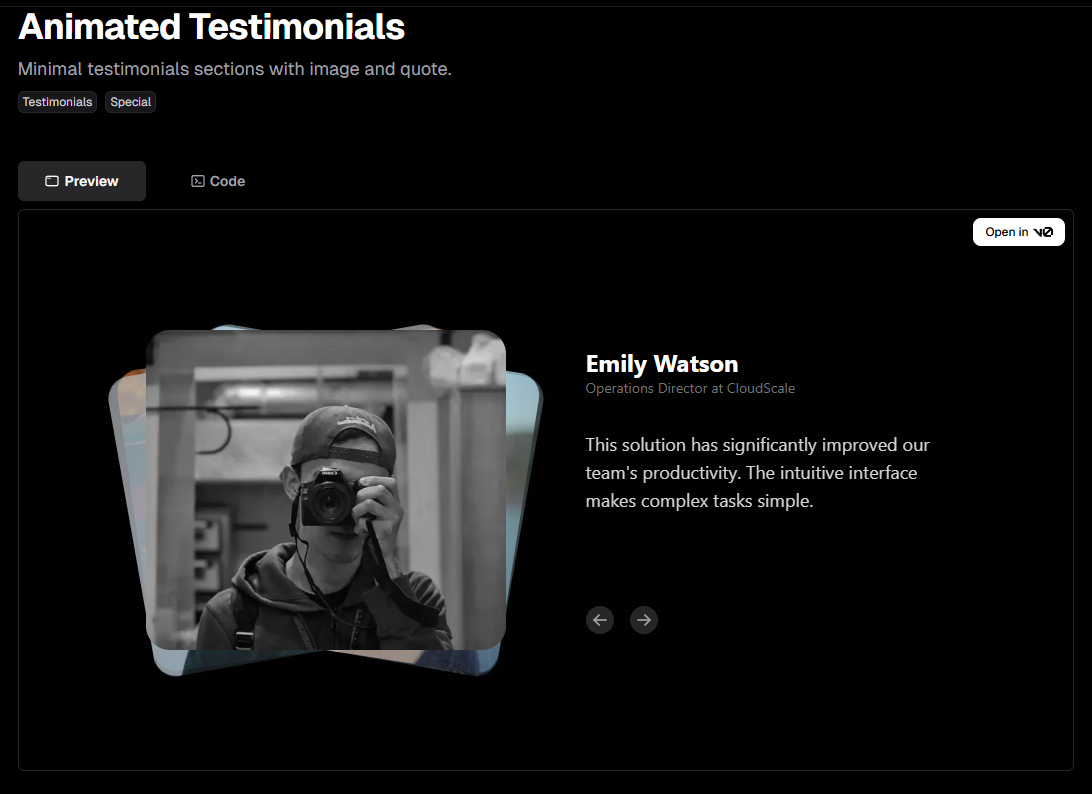 Animated Testimonials
Minimal testimonials sections with image and quote.
Testimonials Special
Preview Code
Open in v0
Emily Watson
Operations Director at CloudScale
This solution has significantly improved our
team's productivity. The intuitive interface
makes complex tasks simple.